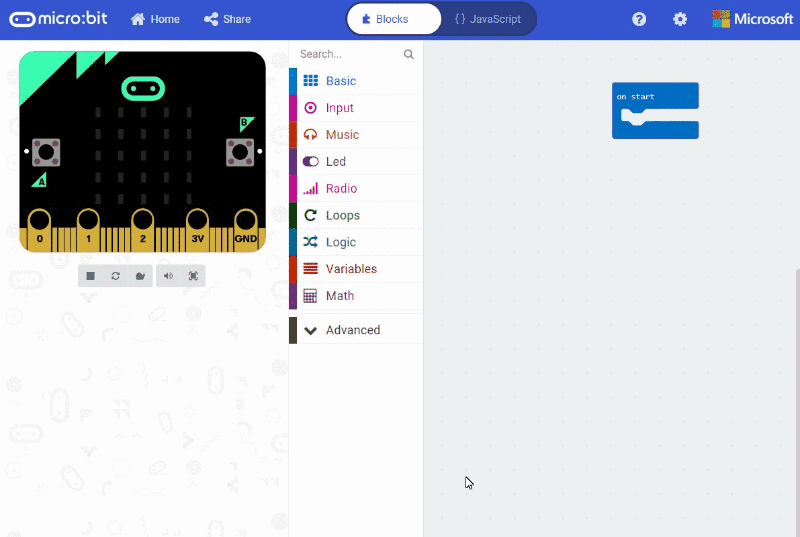 micro:bit Home Share Blocks {} JavaScript ? Microsoft
Search...
Basic
Input
Music
Led
Radio
Loops
Logic
Variables
Math
Advanced
on start
B
A
0 1 2 3V GND